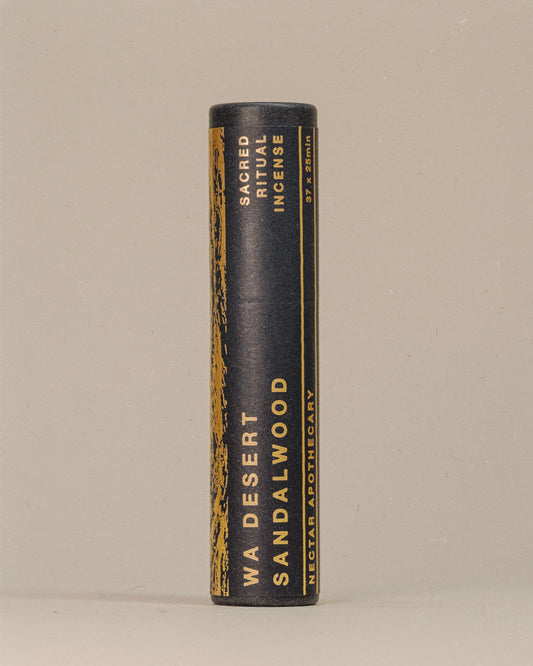 SACRED
RITUAL
INCENSE
37 x 25min
WA DESERT
SANDALWOOD
NECTAR APOTHECARY